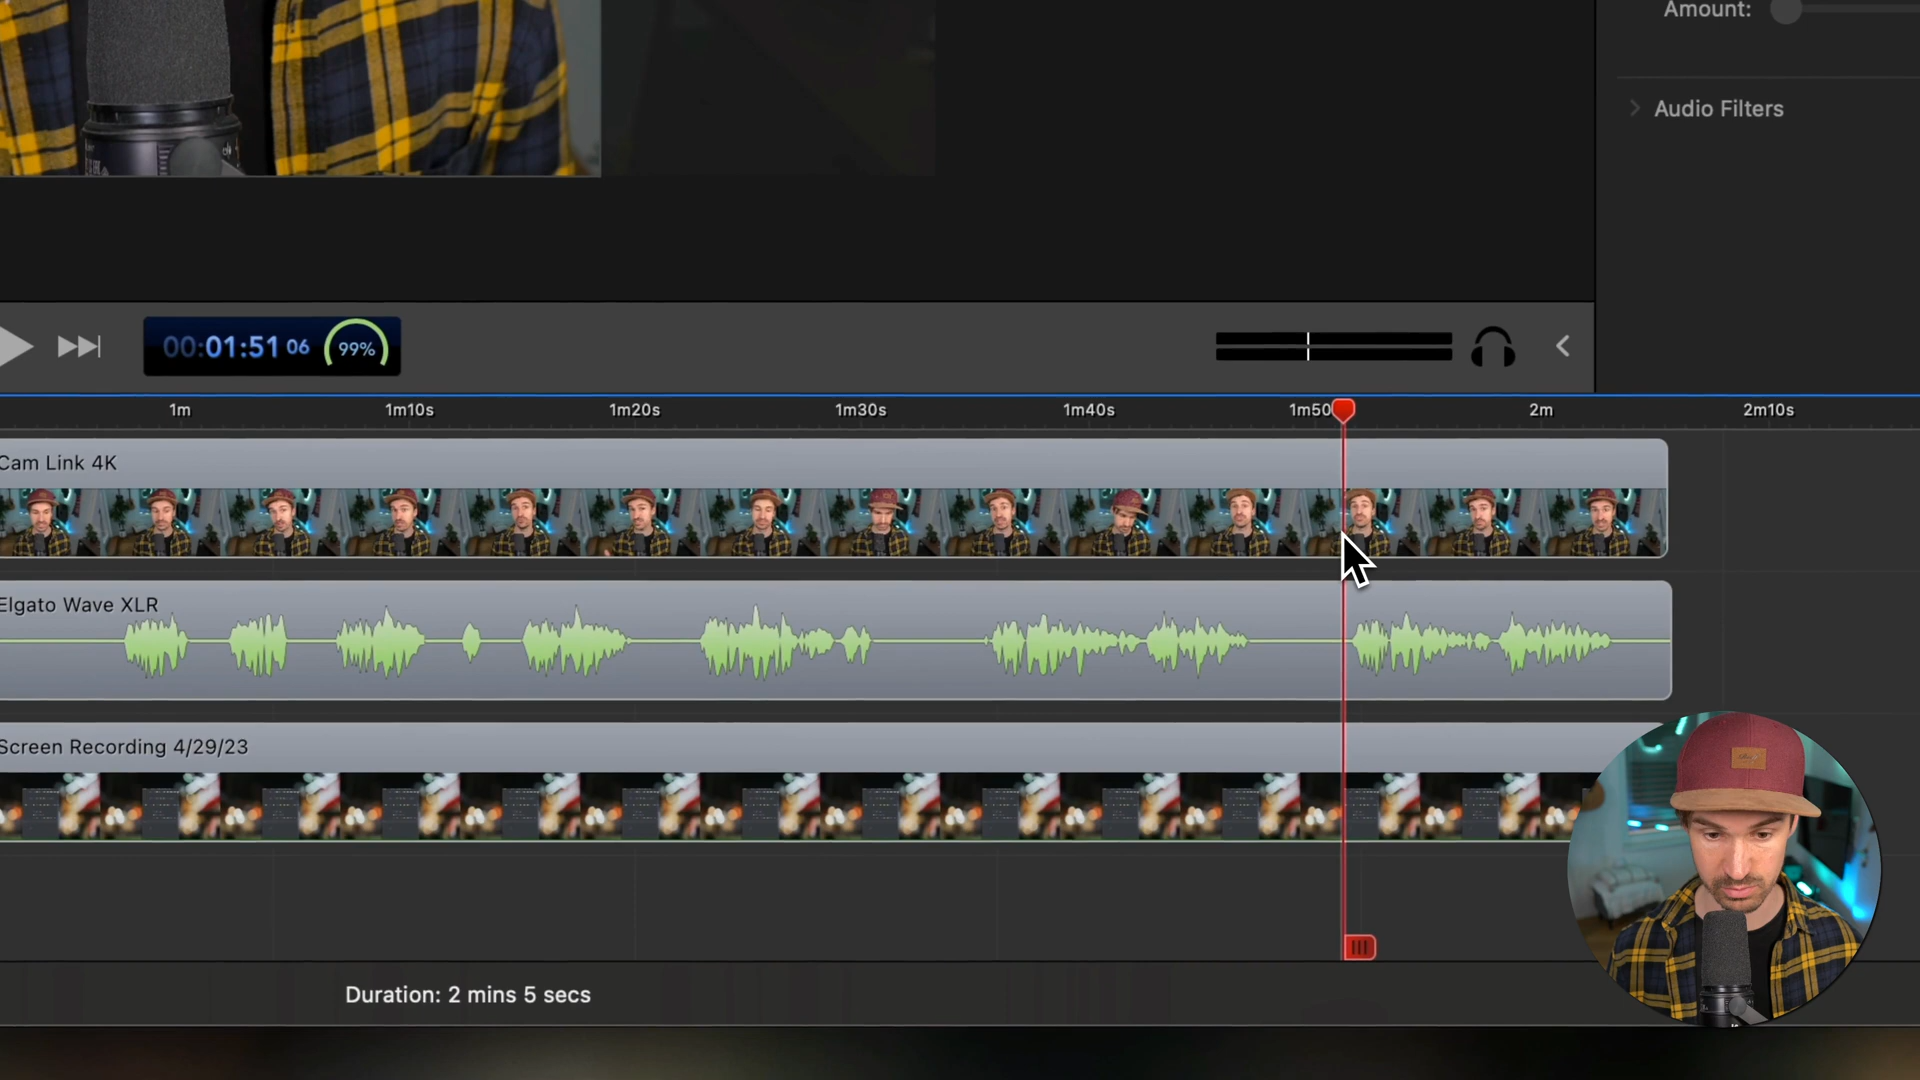 Amount:
Audio Filters
00:01:51 06
99%
1m
1m10s
1m20s
1m30s
1m40s
1m50
2m
2m10s
Cam Link 4K
Elgato Wave XLR
Screen Recording 4/29/23
Duration: 2 mins 5 secs